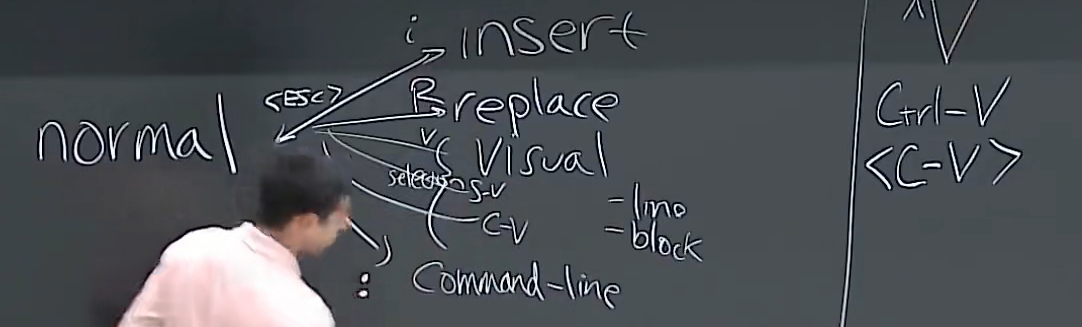 i insert
<ESC> R replace
normal v visual
selection S-V - line
C-V - block
: Command-line
^V
Ctrl-V
<C-V>